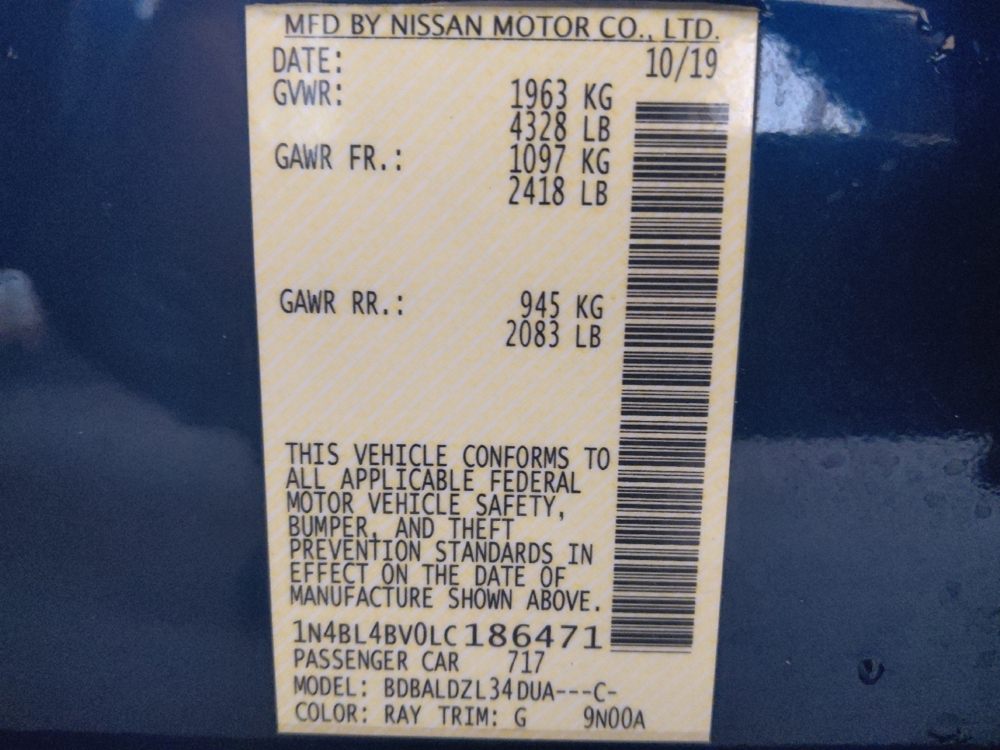 MFD BY NISSAN MOTOR CO., LTD.
DATE: 10/19
GVWR: 1963 KG
4328 LB
GAWR FR.: 1097 KG
2418 LB
GAWR RR.: 945 KG
2083 LB
THIS VEHICLE CONFORMS TO
ALL APPLICABLE FEDERAL
MOTOR VEHICLE SAFETY,
BUMPER, AND THEFT
PREVENTION STANDARDS IN
EFFECT ON THE DATE OF
MANUFACTURE SHOWN ABOVE.
1N4BL4BV0LC186471
PASSENGER CAR 717
MODEL: BDBALDZL34DUA---C-
COLOR: RAY TRIM: G 9N00A